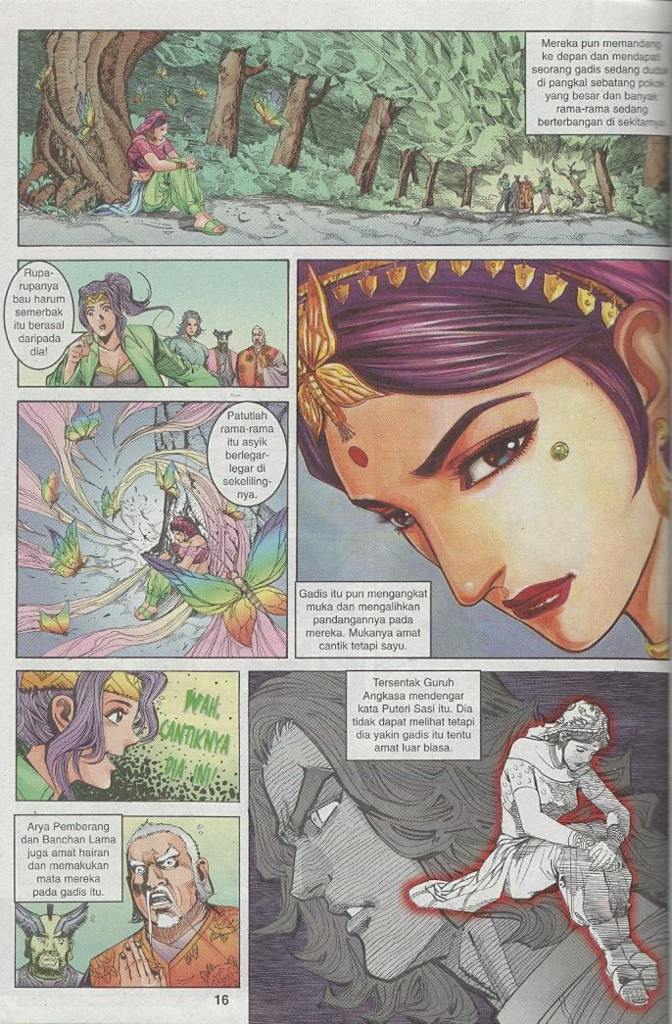 Mereka pun memandang
ke depan dan mendapati
seorang gadis sedang duduk
di pangkal sebatang pokok
yang besar dan banyak
rama-rama sedang
berterbangan di sekitarnya.
Rupa-
rupanya
bau harum
semerbak
itu berasal
daripada
dia!
Patutlah
rama-rama
itu asyik
berlegar-
legar di
sekeliling-
nya.
Gadis itu pun mengangkat
muka dan mengalihkan
pandangannya pada
mereka. Mukanya amat
cantik tetapi sayu.
WAH,
CANTIKNYA
DIA INI!
Tersentak Guruh
Angkasa mendengar
kata Puteri Sasi itu. Dia
tidak dapat melihat tetapi
dia yakin gadis itu tentu
amat luar biasa.
Arya Pemberang
dan Banchan Lama
juga amat hairan
dan memakukan
mata mereka
pada gadis itu.
16